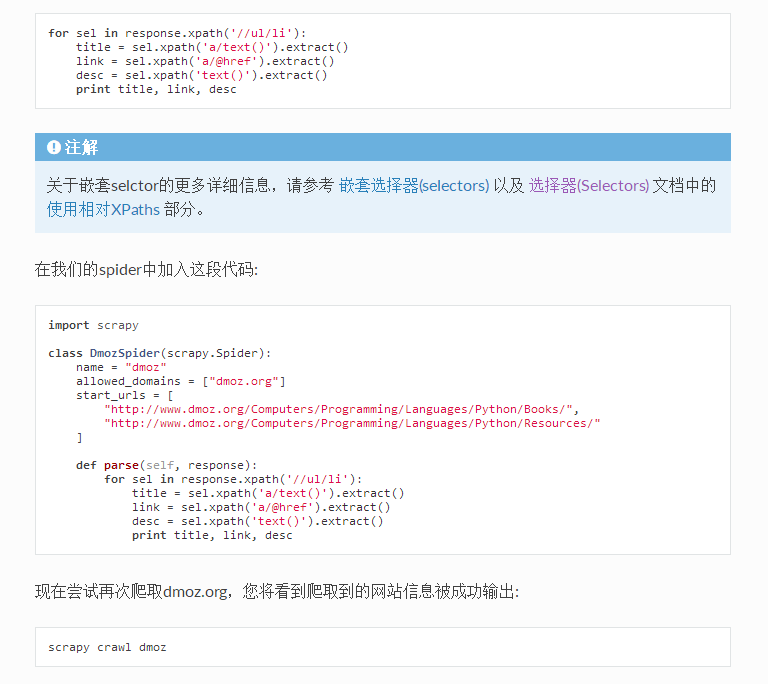 for sel in response.xpath('//ul/li'):
    title = sel.xpath('a/text()').extract()
    link = sel.xpath('a/@href').extract()
    desc = sel.xpath('text()').extract()
    print title, link, desc
注解
关于嵌套selctor的更多详细信息，请参考 嵌套选择器(selectors) 以及 选择器(Selectors) 文档中的
使用相对XPaths 部分。
在我们的spider中加入这段代码:
import scrapy
class DmozSpider(scrapy.Spider):
    name = "dmoz"
    allowed_domains = ["dmoz.org"]
    start_urls = [
        "http://www.dmoz.org/Computers/Programming/Languages/Python/Books/",
        "http://www.dmoz.org/Computers/Programming/Languages/Python/Resources/"
    ]
    def parse(self, response):
        for sel in response.xpath('//ul/li'):
            title = sel.xpath('a/text()').extract()
            link = sel.xpath('a/@href').extract()
            desc = sel.xpath('text()').extract()
            print title, link, desc
现在尝试再次爬取dmoz.org，您将看到爬取到的网站信息被成功输出:
scrapy crawl dmoz